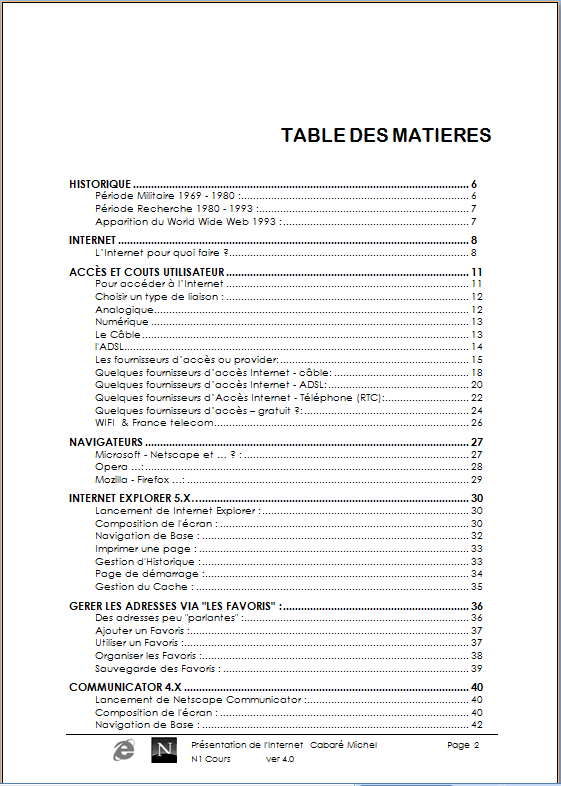 TABLE DES MATIERES
HISTORIQUE ........ 6
Période Militaire 1969 - 1980 :........ 6
Période Recherche 1980 - 1993 :........ 7
Apparition du World Wide Web 1993 :........ 7
INTERNET ........ 8
L'Internet pour quoi faire ?........ 8
ACCÈS ET COUTS UTILISATEUR ........ 11
Pour accéder à l'Internet ........ 11
Choisir un type de liaison : ........ 12
Analogique........ 12
Numérique ........ 13
Le Câble ........ 13
l'ADSL........ 14
Les fournisseurs d'accès ou provider:........ 15
Quelques fournisseurs d'accès Internet - câble: ........ 18
Quelques fournisseurs d'accès Internet - ADSL:........ 20
Quelques fournisseurs d'Accès Internet - Téléphone (RTC):........ 22
Quelques fournisseurs d'accès – gratuit ?:........ 24
WIFI & France telecom........ 26
NAVIGATEURS ........ 27
Microsoft - Netscape et ... ? : ........ 27
Opera ...:........ 28
Mozilla - Firefox ...: ........ 29
INTERNET EXPLORER 5.X........ 30
Lancement de Internet Explorer : ........ 30
Composition de l'écran : ........ 30
Navigation de Base : ........ 32
Imprimer une page : ........ 33
Gestion d'Historique : ........ 33
Page de démarrage :........ 34
Gestion du Cache : ........ 35
GERER LES ADRESSES VIA "LES FAVORIS" :........ 36
Des adresses peu "parlantes" :........ 36
Ajouter un Favoris :........ 37
Utiliser un Favoris :........ 37
Organiser les Favoris :........ 38
Sauvegarde des Favoris : ........ 39
COMMUNICATOR 4.X ........ 40
Lancement de Netscape Communicator :........ 40
Composition de l'écran : ........ 40
Navigation de Base : ........ 42
e N Présentation de l'Internet Cabaré Michel Page 2
N1 Cours ver 4.0